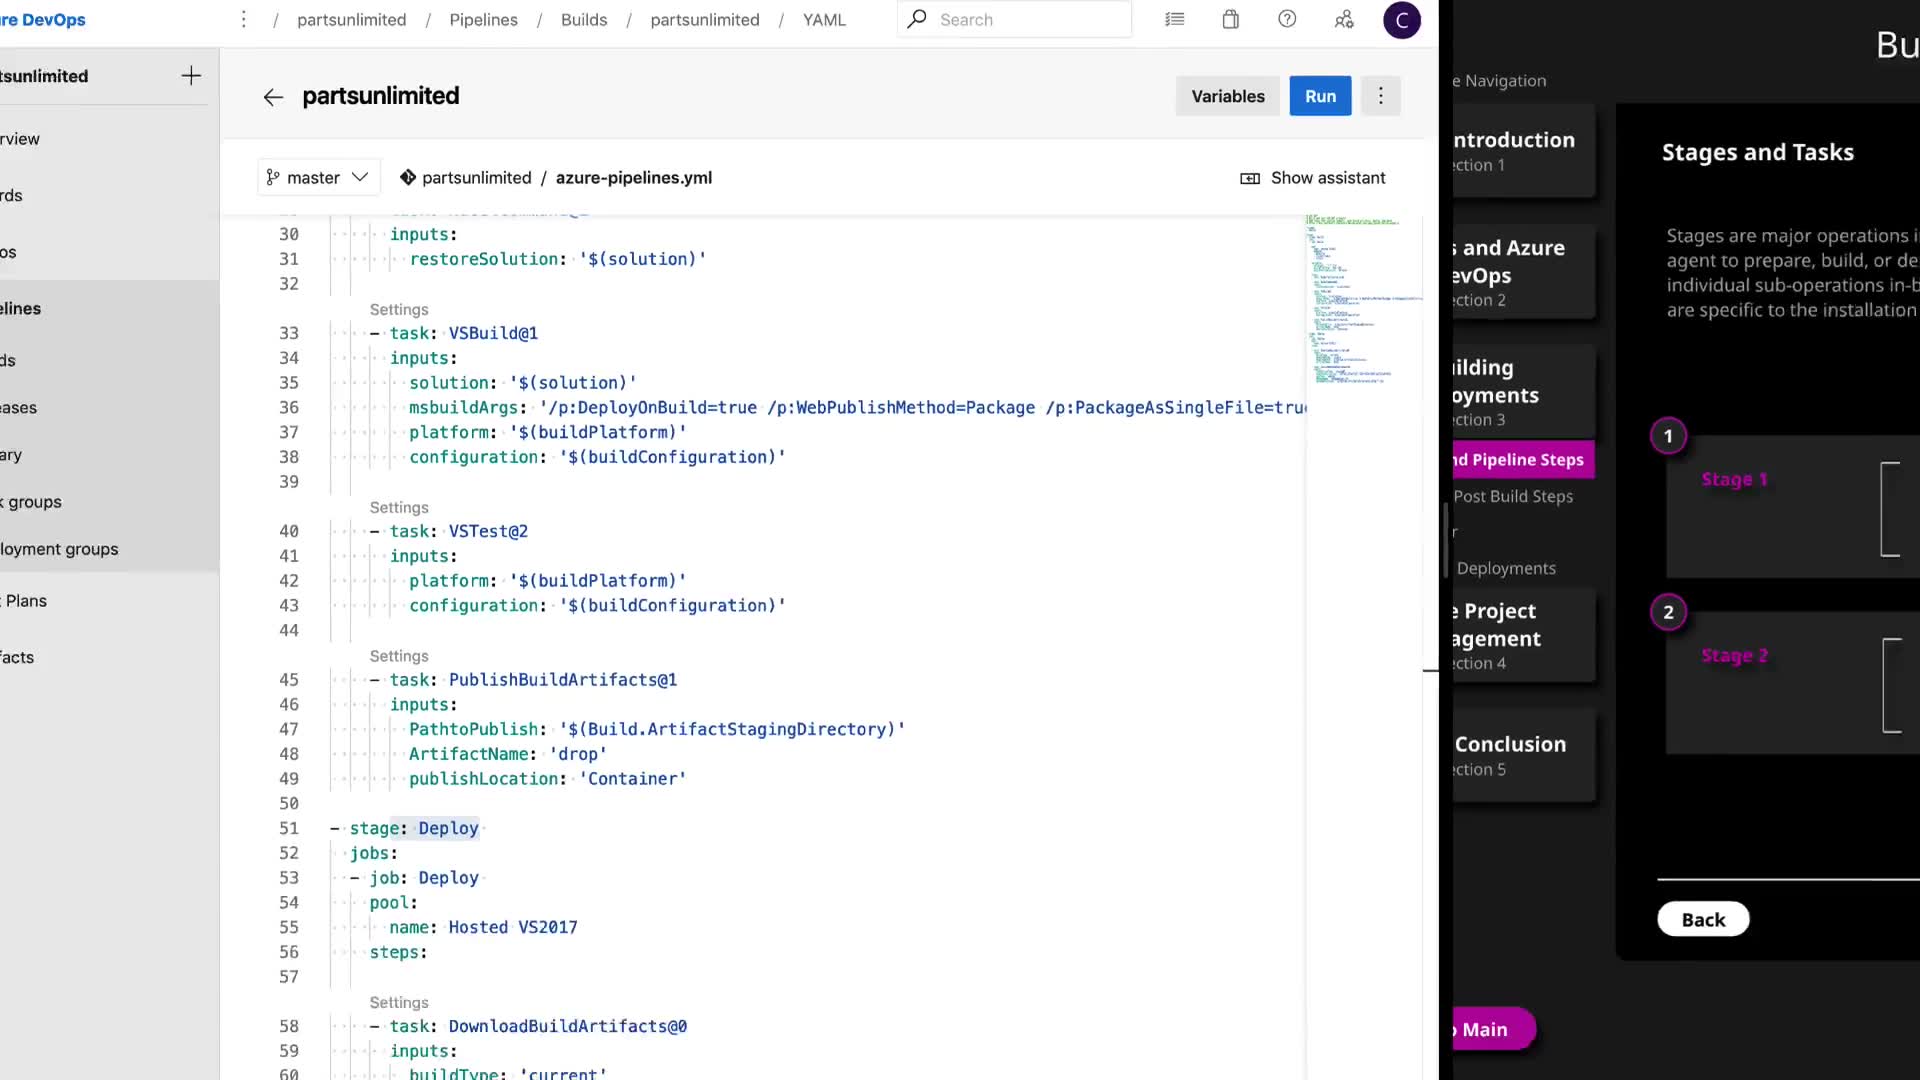 re DevOps
/ partsunlimited / Pipelines / Builds / partsunlimited / YAML
Search
C
tsunlimited
rview
rds
os
elines
ds
eases
ary
k groups
loyment groups
t Plans
facts
partsunlimited
Variables
Run
master
partsunlimited / azure-pipelines.yml
Show assistant
30 inputs:
31 restoreSolution: '$(solution)'
32
Settings
33 - task: VSBuild@1
34 inputs:
35 solution: '$(solution)'
36 msbuildArgs: '/p:DeployOnBuild=true /p:WebPublishMethod=Package /p:PackageAsSingleFile=true
37 platform: '$(buildPlatform)'
38 configuration: '$(buildConfiguration)'
39
Settings
40 - task: VSTest@2
41 inputs:
42 platform: '$(buildPlatform)'
43 configuration: '$(buildConfiguration)'
44
Settings
45 - task: PublishBuildArtifacts@1
46 inputs:
47 PathtoPublish: '$(Build.ArtifactStagingDirectory)'
48 ArtifactName: 'drop'
49 publishLocation: 'Container'
50
51 - stage: Deploy
52 jobs:
53 - job: Deploy
54 pool:
55 name: Hosted VS2017
56 steps:
57
Settings
58 - task: DownloadBuildArtifacts@0
59 inputs:
60 buildType: 'current'
Bu
e Navigation
ntroduction
ection 1
s and Azure
evOps
ection 2
ilding
oyments
ection 3
nd Pipeline Steps
Post Build Steps
r
Deployments
e Project
agement
ection 4
Conclusion
ection 5
o Main
Stages and Tasks
Stages are major operations i
agent to prepare, build, or de
individual sub-operations in-b
are specific to the installation
1
Stage 1
2
Stage 2
Back